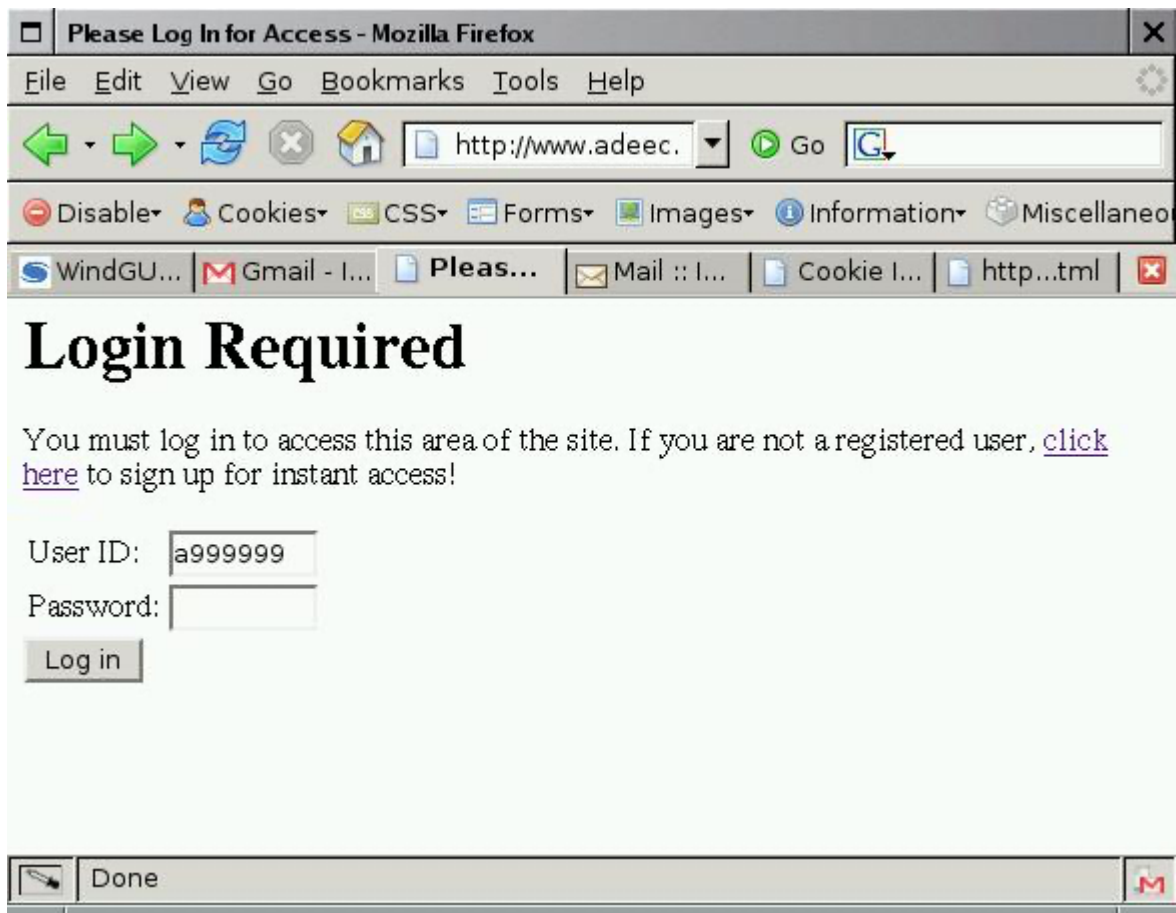 Please Log In for Access - Mozilla Firefox
File Edit View Go Bookmarks Tools Help
http://www.adeec. Go G
Disable Cookies CSS Forms Images Information Miscellaneo
WindGU... Gmail - I... Pleas... Mail :: I... Cookie I... http...tml
Login Required
You must log in to access this area of the site. If you are not a registered user, click
here to sign up for instant access!
User ID: a999999
Password:
Log in
Done